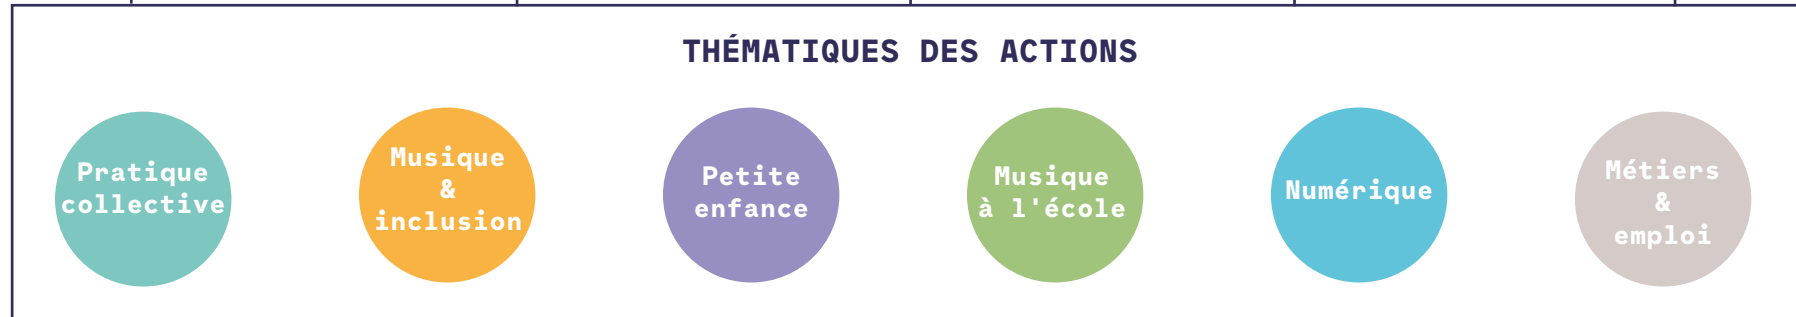 THÉMATIQUES DES ACTIONS
Pratique
collective
Musique
&
inclusion
Petite
enfance
Musique
à l'école
Numérique
Métiers
&
emploi